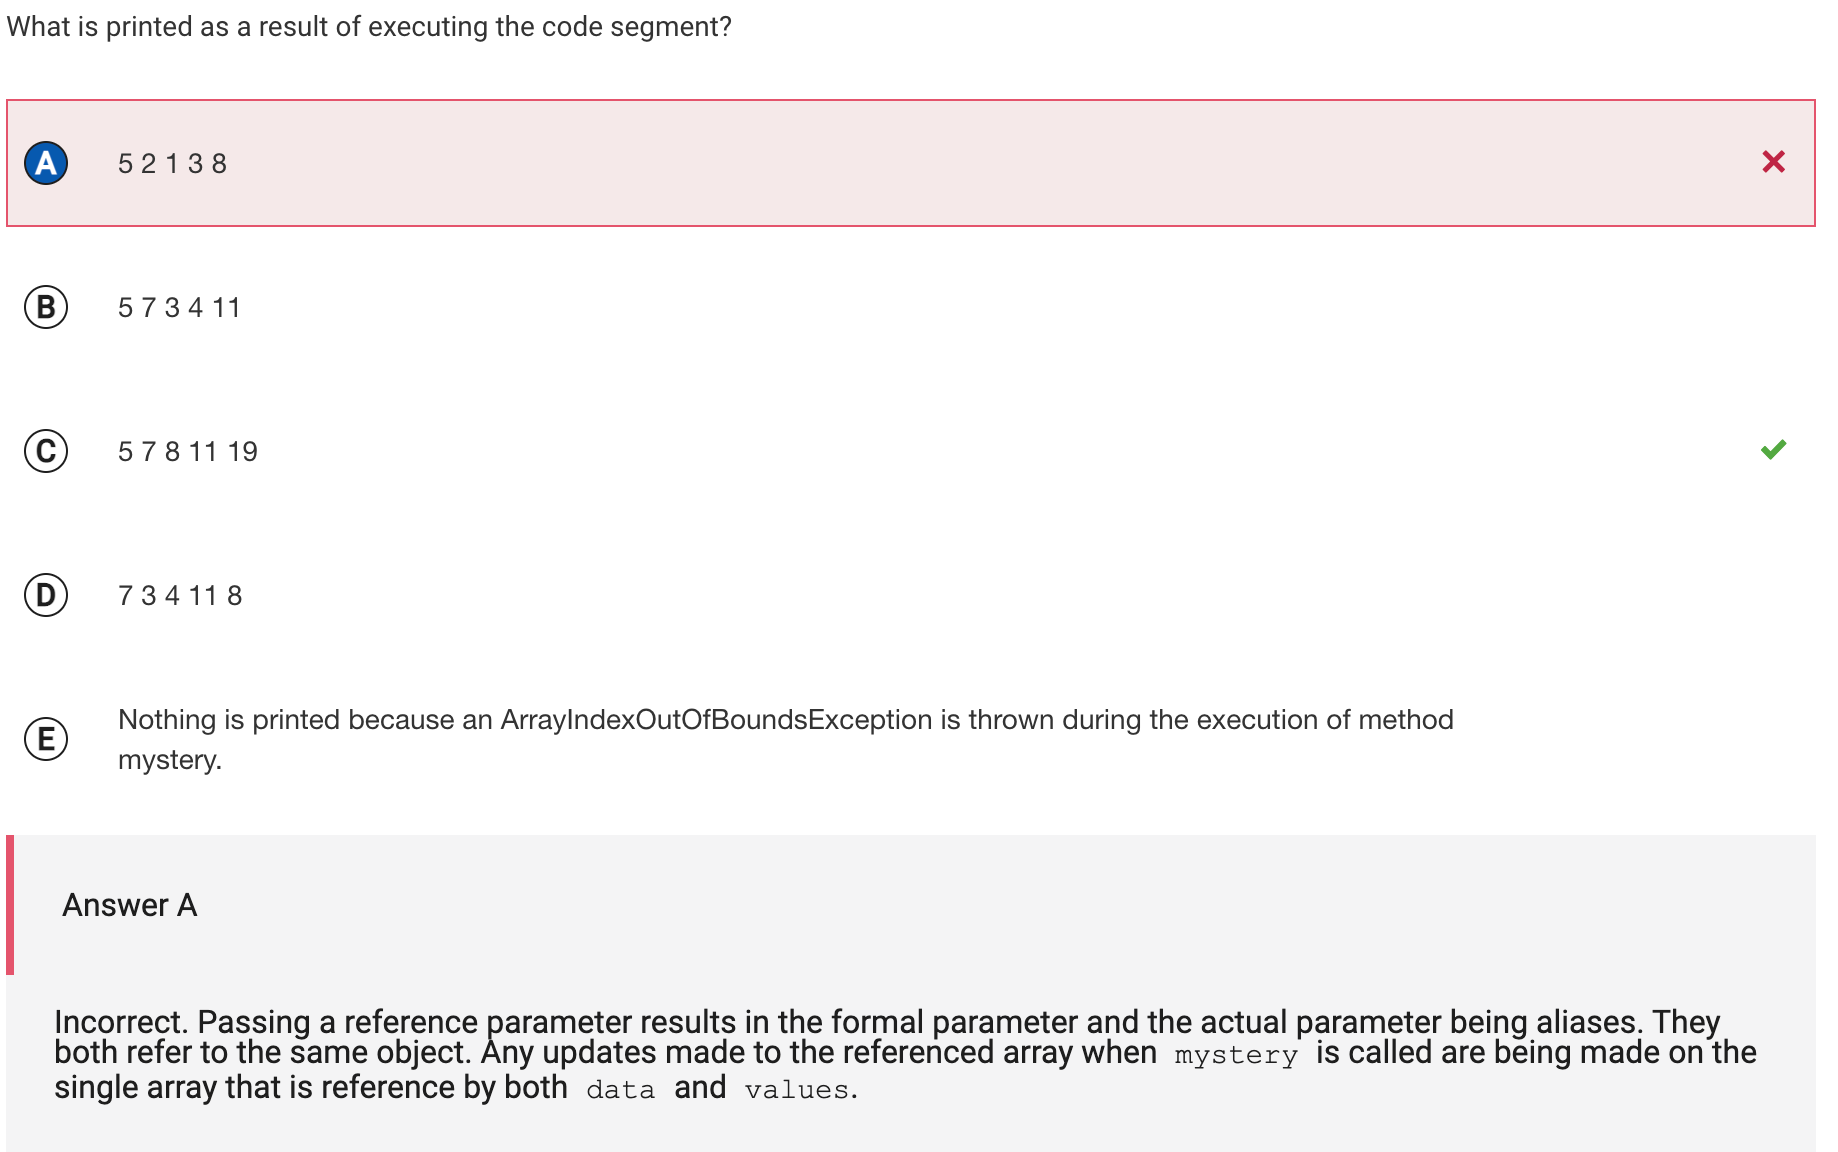 What is printed as a result of executing the code segment?
A 5 2 1 3 8
B 5 7 3 4 11
C 5 7 8 11 19
D 7 3 4 11 8
E Nothing is printed because an ArrayIndexOutOfBoundsException is thrown during the execution of method
mystery.
Answer A
Incorrect. Passing a reference parameter results in the formal parameter and the actual parameter being aliases. They
both refer to the same object. Any updates made to the referenced array when mystery is called are being made on the
single array that is reference by both data and values.